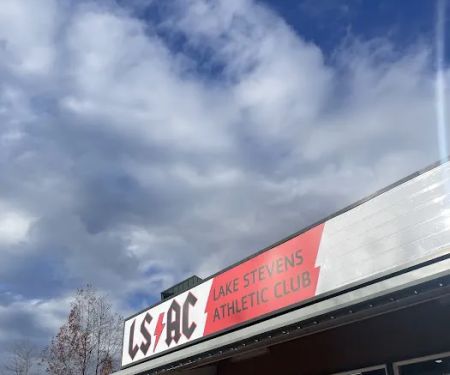 LS⚡AC
LAKE STEVENS
ATHLETIC CLUB